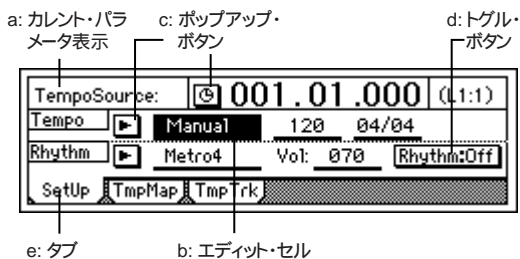 a: カレント・パラ
メータ表示
c: ポップアップ・
ボタン
d:トグル・
ボタン
TempoSource: 001.01.000 (L1:1)
Tempo Manual 120 04/04
Rhythm Metro4 Vol: 070 Rhythm:Off
SetUp TmpMap TmpTrk
e: タブ
b: エディット・セル